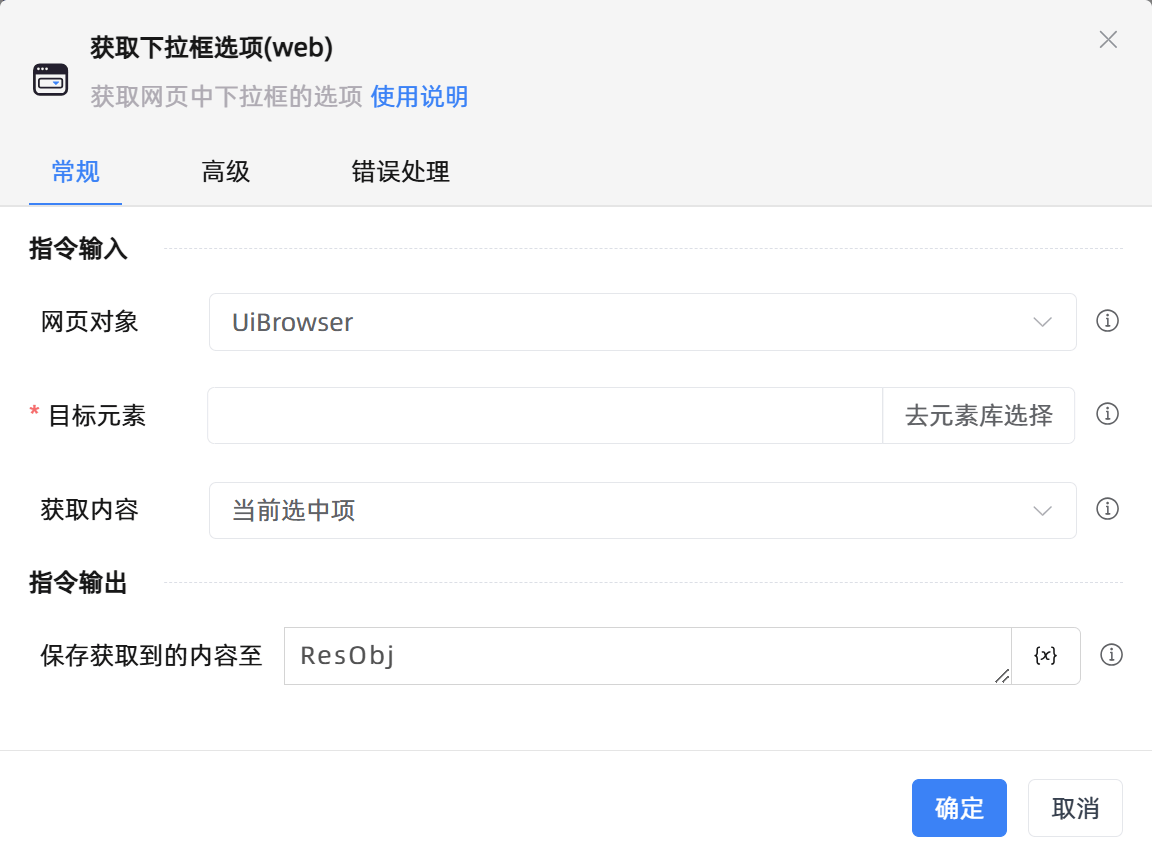 获取下拉框选项(web)
获取网页中下拉框的选项 使用说明
常规 高级 错误处理
指令输入
网页对象 UiBrowser
* 目标元素 去元素库选择
获取内容 当前选中项
指令输出
保存获取到的内容至 ResObj {x}
确定 取消